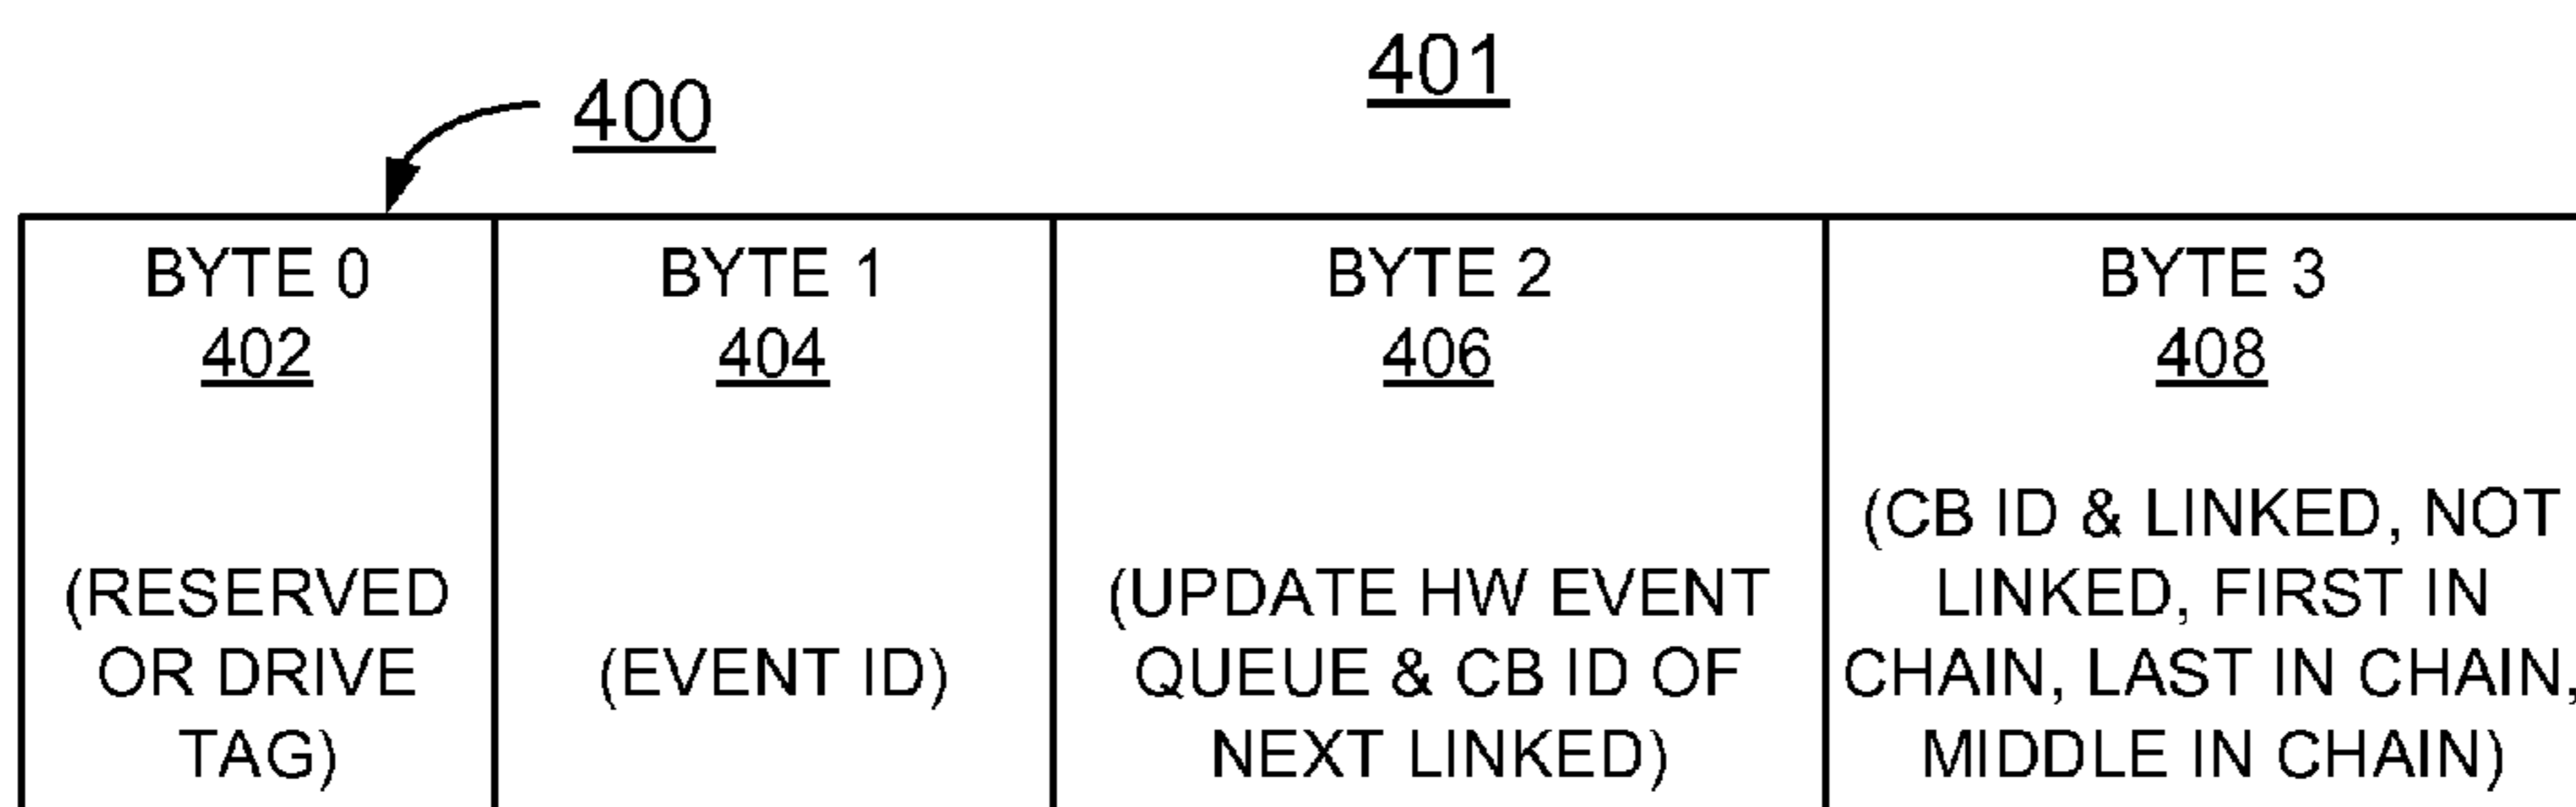 401
400
BYTE 0
402
(RESERVED
OR DRIVE
TAG)
BYTE 1
404
(EVENT ID)
BYTE 2
406
(UPDATE HW EVENT
QUEUE & CB ID OF
NEXT LINKED)
BYTE 3
408
(CB ID & LINKED, NOT
LINKED, FIRST IN
CHAIN, LAST IN CHAIN,
MIDDLE IN CHAIN)